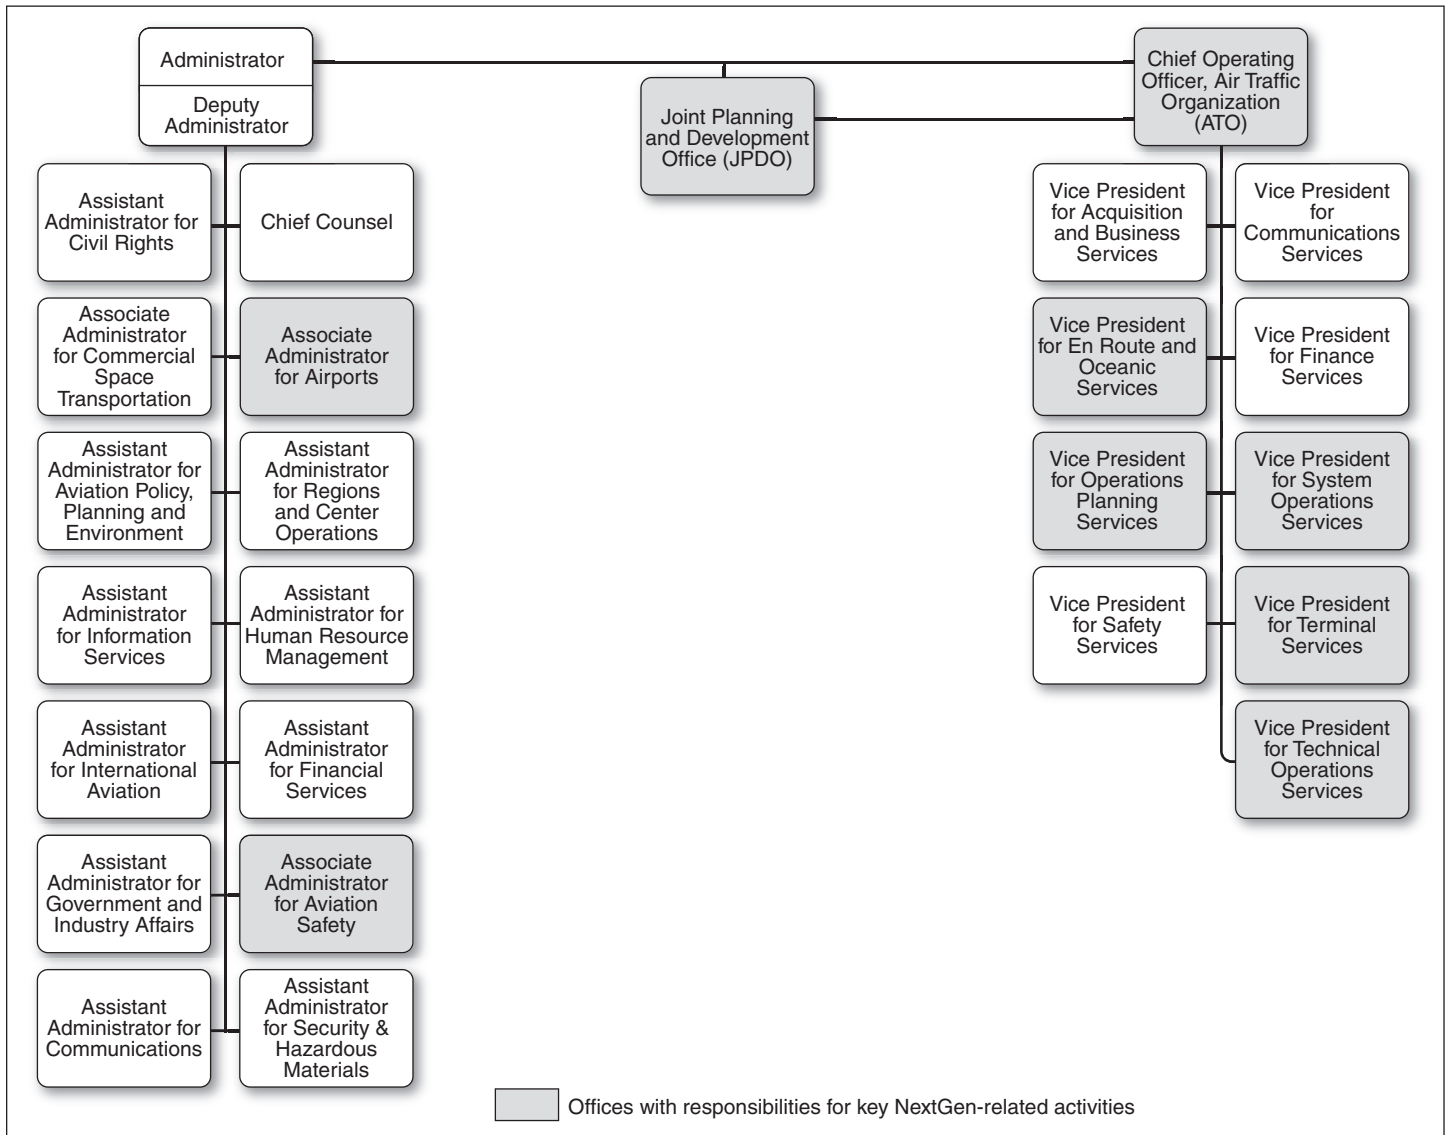 Administrator
Deputy
Administrator
Joint Planning
and Development
Office (JPDO)
Chief Operating
Officer, Air Traffic
Organization
(ATO)
Assistant
Administrator for
Civil Rights
Chief Counsel
Associate
Administrator
for Commercial
Space
Transportation
Associate
Administrator
for Airports
Assistant
Administrator for
Aviation Policy,
Planning and
Environment
Assistant
Administrator
for Regions
and Center
Operations
Assistant
Administrator
for Information
Services
Assistant
Administrator for
Human Resource
Management
Assistant
Administrator
for International
Aviation
Assistant
Administrator
for Financial
Services
Assistant
Administrator for
Government and
Industry Affairs
Associate
Administrator
for Aviation
Safety
Assistant
Administrator for
Communications
Assistant
Administrator
for Security &
Hazardous
Materials
Vice President
for Acquisition
and Business
Services
Vice President
for
Communications
Services
Vice President
for En Route and
Oceanic
Services
Vice President
for Finance
Services
Vice President
for Operations
Planning
Services
Vice President
for System
Operations
Services
Vice President
for Safety
Services
Vice President
for Terminal
Services
Vice President
for Technical
Operations
Services
Offices with responsibilities for key NextGen-related activities